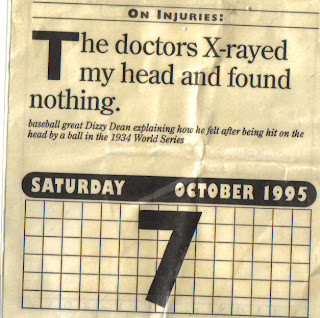 ON INJURIES:
The doctors X-rayed
my head and found
nothing.
baseball great Dizzy Dean explaining how he felt after being hit on the
head by a ball in the 1934 World Series
SATURDAY OCTOBER 1995
7